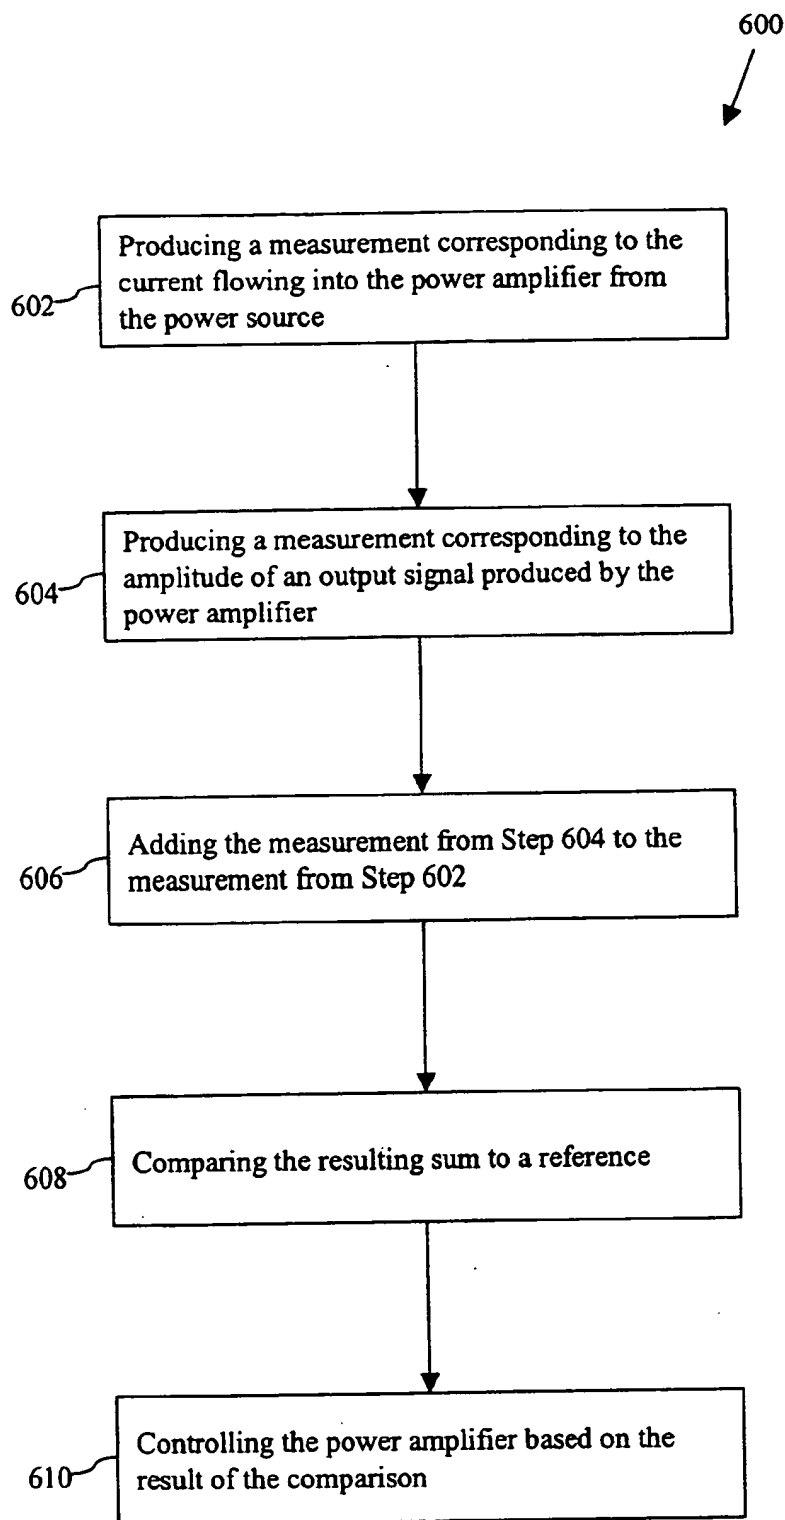 600
Producing a measurement corresponding to the
current flowing into the power amplifier from
the power source
602
Producing a measurement corresponding to the
amplitude of an output signal produced by the
power amplifier
604
Adding the measurement from Step 604 to the
measurement from Step 602
606
Comparing the resulting sum to a reference
608
Controlling the power amplifier based on the
result of the comparison
610